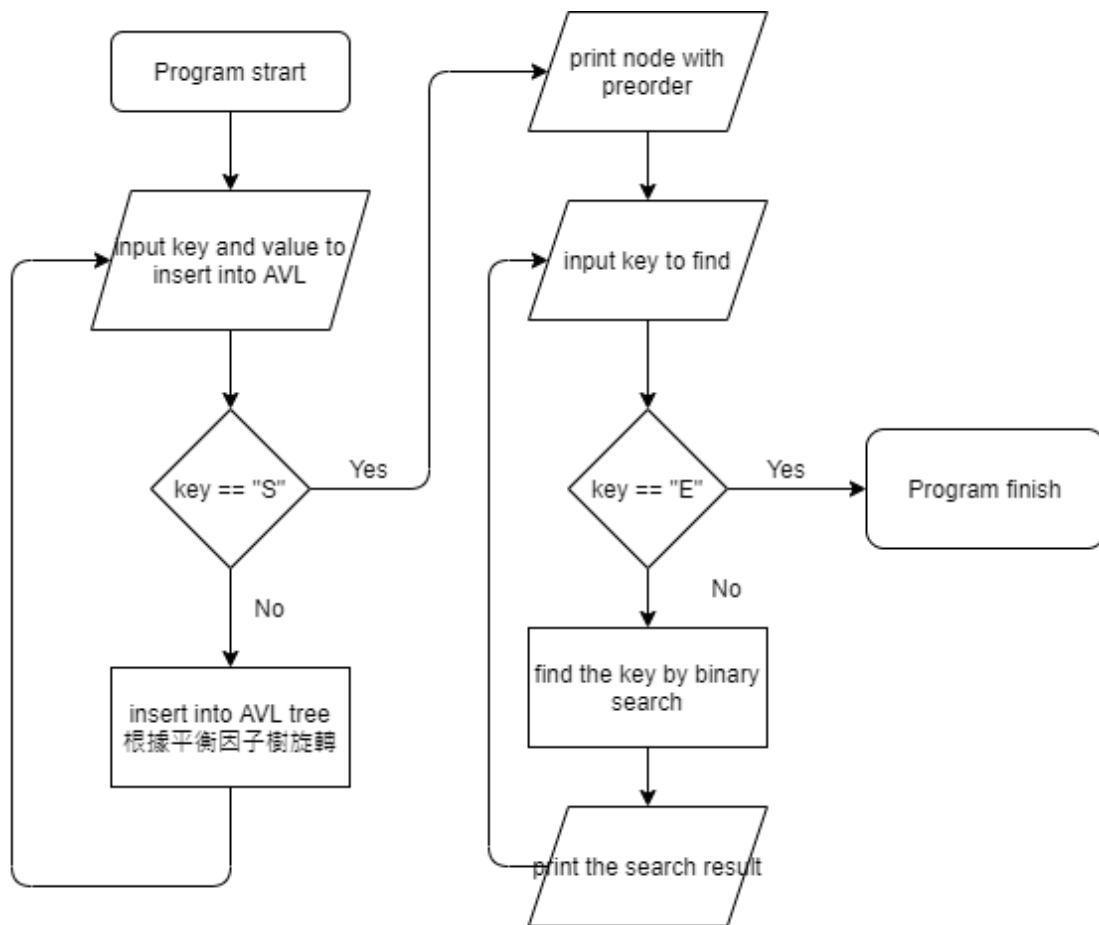 Program strart
input key and value to
insert into AVL
key == "S"
Yes
No
insert into AVL tree
根據平衡因子樹旋轉
print node with
preorder
input key to find
key == "E"
Yes
No
Program finish
find the key by binary
search
print the search result